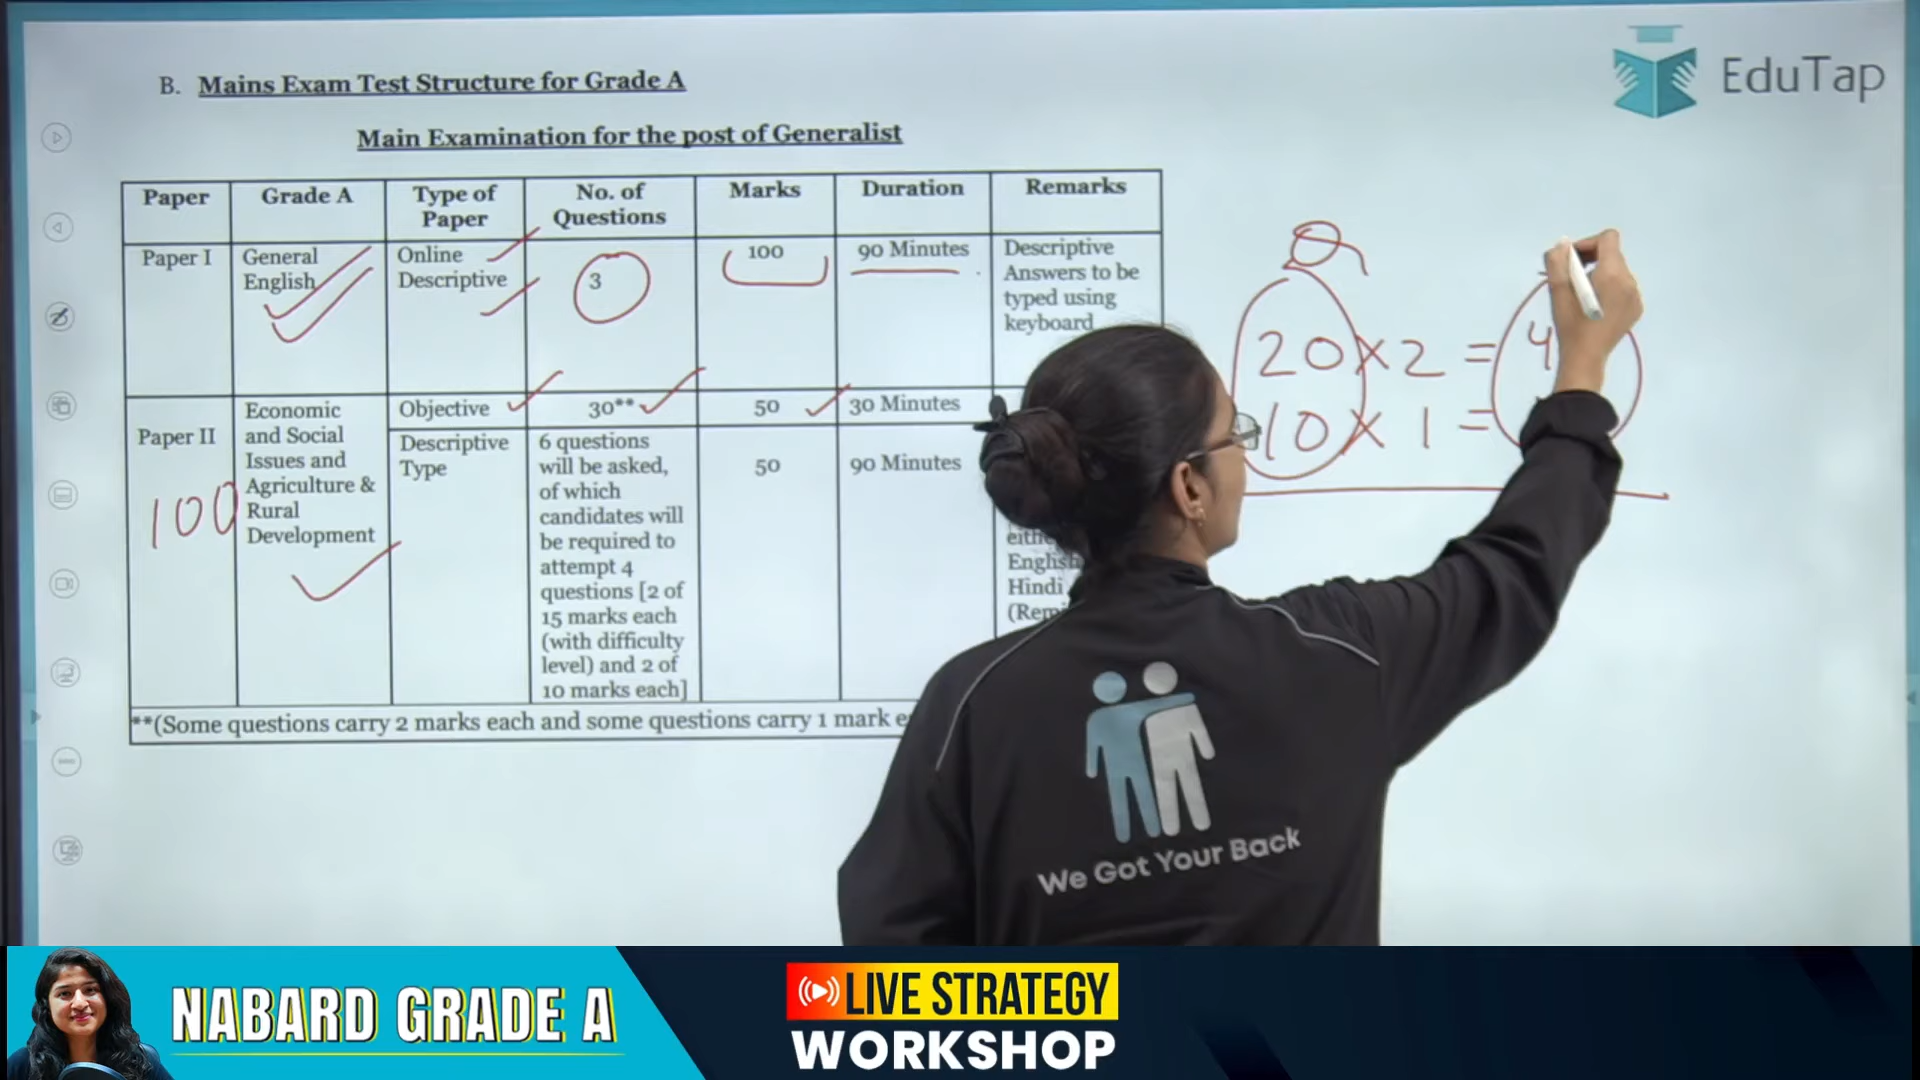 EduTap
B. Mains Exam Test Structure for Grade A
Main Examination for the post of Generalist
Paper Grade A Type of Paper No. of Questions Marks Duration Remarks
Paper I
General
English
Online
Descriptive
3
100
90 Minutes
Descriptive
Answers to be
typed using
keyboard
Paper II
100
Economic
and Social
Issues and
Agriculture &
Rural
Development
Objective
30**
50
30 Minutes
Descriptive
Type
6 questions
will be asked,
of which
candidates will
be required to
attempt 4
questions [2 of
15 marks each
(with difficulty
level) and 2 of
10 marks each]
50
90 Minutes
English
Hindi
**(Some questions carry 2 marks each and some questions carry 1 mark
Q
20 x 2 = 4
10 x 1 =
We Got Your Back
NABARD GRADE A
LIVE STRATEGY
WORKSHOP